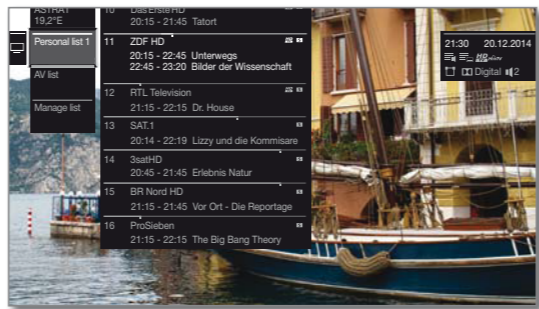 ASTRA1
19,2°E
Personal list 1
AV list
Manage list
10 Das Erste HD
20:15 - 21:45 Tatort
11 ZDF HD
20:15 - 22:45 Unterwegs
22:45 - 23:20 Bilder der Wissenschaft
12 RTL Television
21:15 - 22:15 Dr. House
13 SAT.1
20:14 - 22:19 Lizzy und die Kommisare
14 3satHD
20:45 - 21:45 Erlebnis Natur
15 BR Nord HD
21:15 - 21:45 Vor Ort - Die Reportage
16 ProSieben
21:15 - 22:15 The Big Bang Theory
21:30 20.12.2014
Digital 2